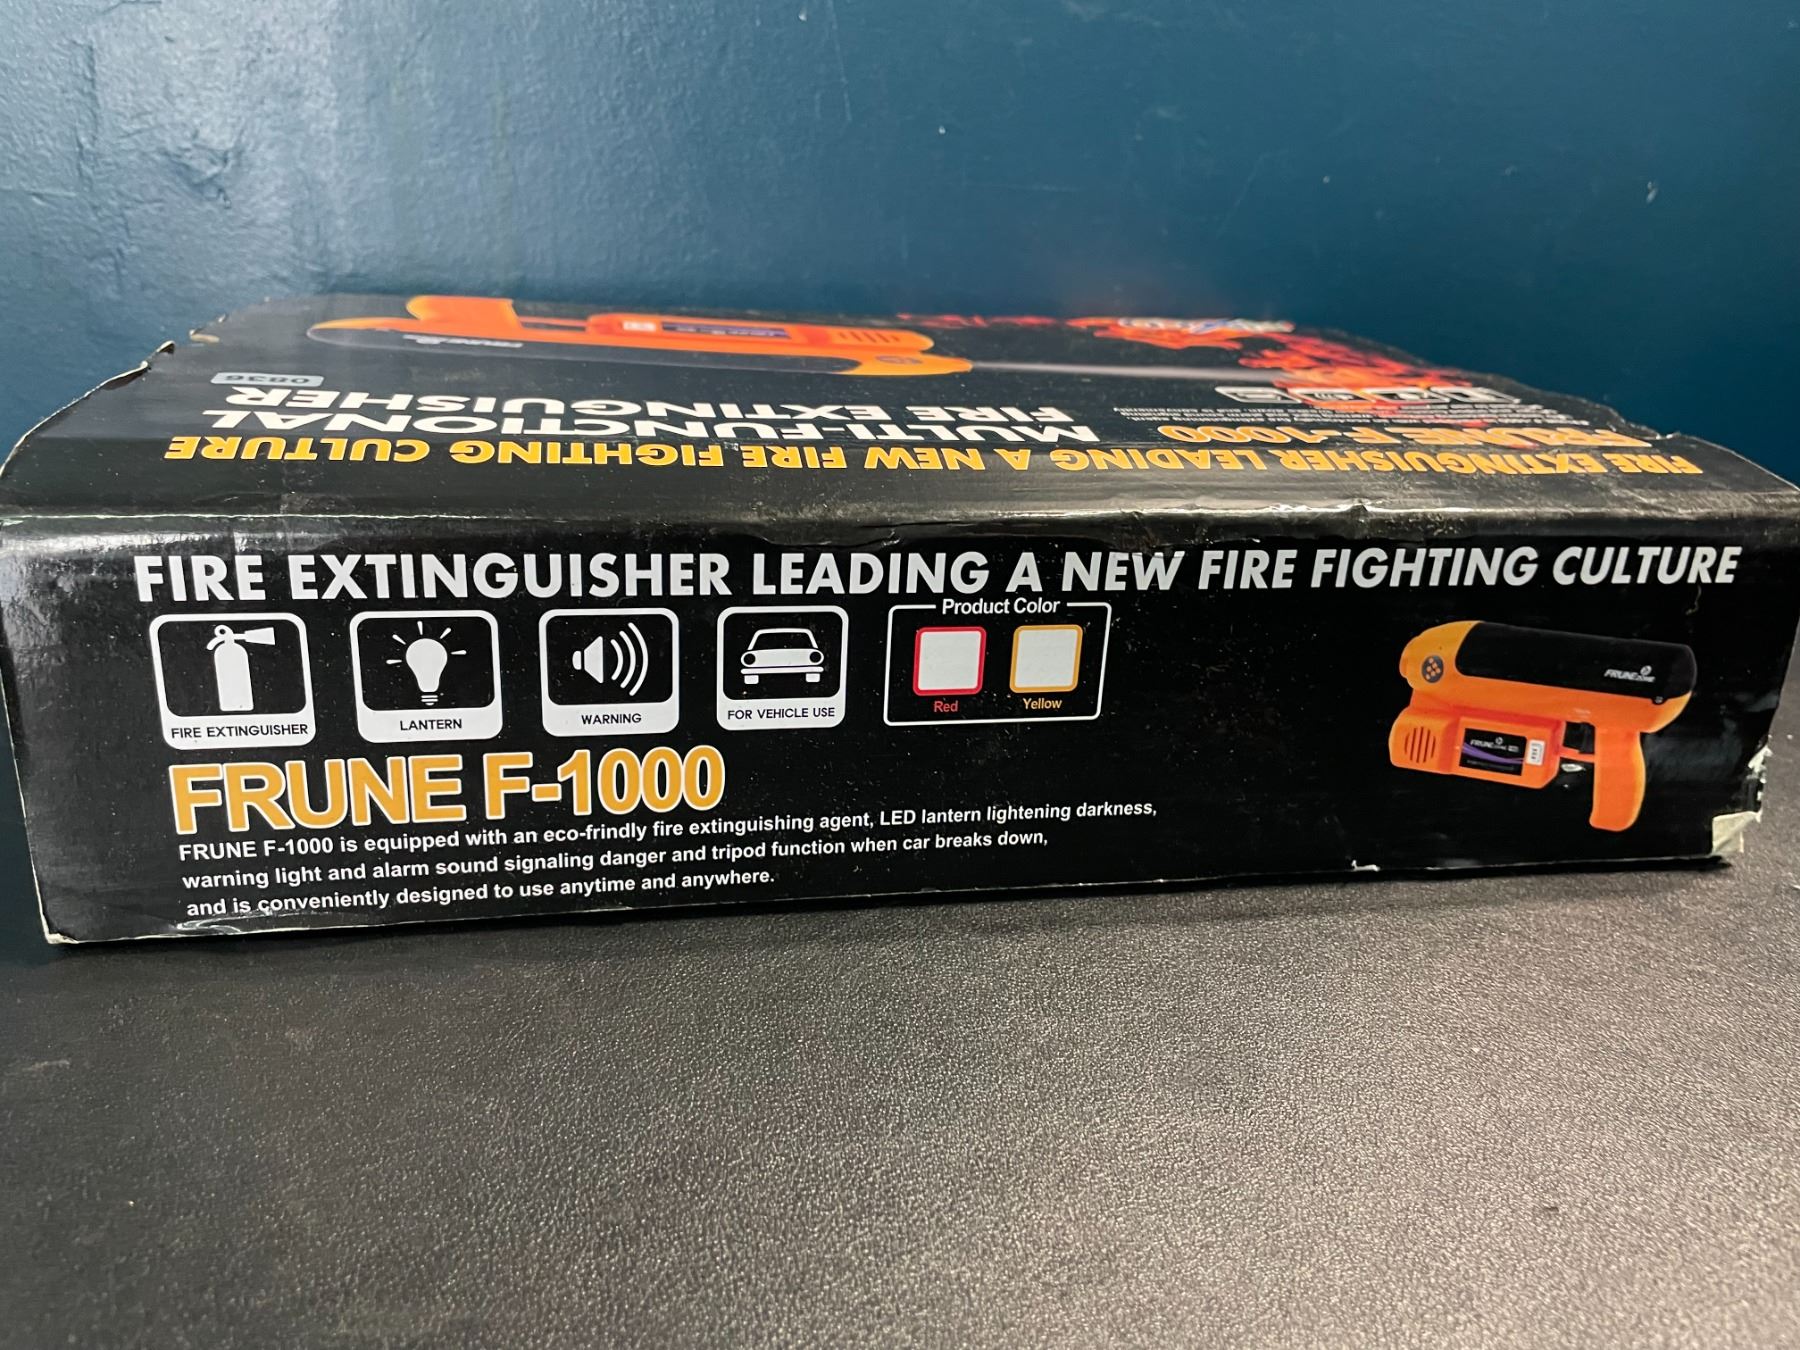 0836
MULTI-FUNCTIONAL
FIRE EXTINGUISHER
FRUNE F-1000
FIRE EXTINGUISHER LEADING A NEW FIRE FIGHTING CULTURE
FIRE EXTINGUISHER LEADING A NEW FIRE FIGHTING CULTURE
FIRE EXTINGUISHER
LANTERN
WARNING
FOR VEHICLE USE
Product Color
Red
Yellow
FRUNE
FRUNE
FRUNE F-1000
FRUNE F-1000 is equipped with an eco-frindly fire extinguishing agent, LED lantern lightening darkness,
warning light and alarm sound signaling danger and tripod function when car breaks down,
and is conveniently designed to use anytime and anywhere.